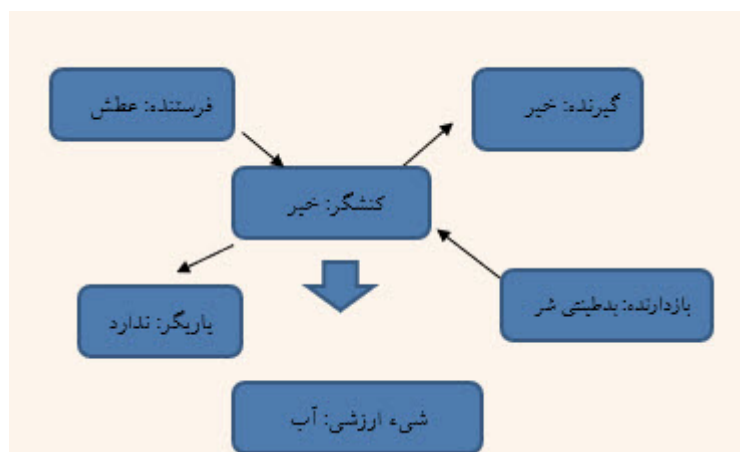 گیرنده: خیر
فرستنده: عطش
کنشگر: خیر
بازدارنده: بدطینتی شر
یاریگر: ندارد
شیء ارزشی: آب